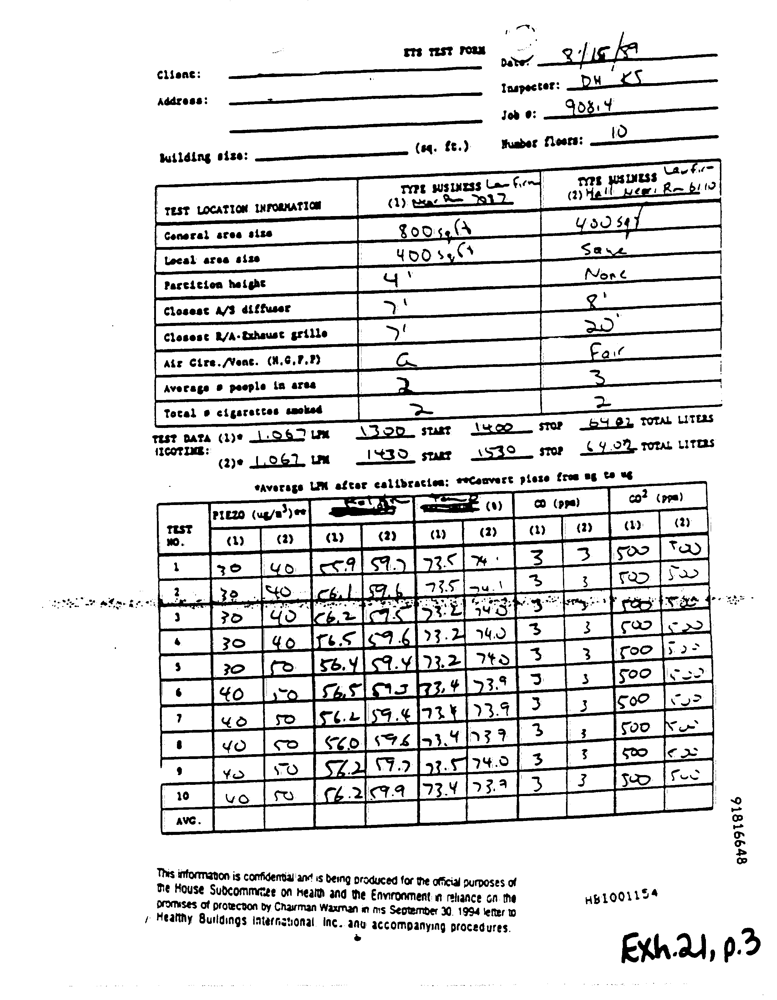 ETS TEST FORM
Date: 8/15/89
Client:
Inspector: DH KS
Address:
Job #: 908.4
(sq. ft.) Number floors: 10
Building size:
TEST LOCATION INFORMATION
TYPE BUSINESS Law firm
(1) Near Rm 7037
TYPE BUSINESS Law firm
(2) Hall Near Rm 6110
General area size 800 sq ft 400 sqf
Local area size 400 sq ft Same
Partition height 4' None
Closest A/S diffuser 7' 8'
Closest R/A-Exhaust grille 7' 20'
Air Circ./Vent. (N,G,F,P) G Fair
Average # people in area 2 3
Total # cigarettes smoked 2 2
TEST DATA (1)* 1.067 LPM 1300 START 1400 STOP 64.02 TOTAL LITERS
NICOTINE:
(2)* 1.067 LPM 1430 START 1530 STOP 64.02 TOTAL LITERS
*Average LPM after calibration; **Convert piezo from mg to ug
TEST NO. PIEZO (ug/m³)** Rel. Temp (%) CO (ppm) CO² (ppm)
(1) (2) (1) (2) (1) (2) (1) (2) (1) (2)
1 30 40 55.9 59.7 73.5 74. 3 3 500 500
2 30 40 56.1 59.6 73.5 74.1 3 3 500 500
3 30 40 56.2 59.5 73.2 74.0 3 3 500 500
4 30 40 56.5 59.6 73.2 74.0 3 3 500 500
5 30 50 56.4 59.4 73.2 740 3 3 500 500
6 40 50 56.5 73.4 73.9 3 3 500 500
7 40 50 56.2 59.4 73.4 73.9 3 3 500 500
8 40 50 56.0 59.6 73.4 739 3 3 500 500
9 40 50 56.2 59.7 73.5 74.0 3 3 500 500
10 40 50 56.2 59.9 73.4 73.9 3 3 500 500
AVG.
91816648
This information is confidential and is being produced for the official purposes of
the House Subcommittee on Health and the Environment in reliance on the
promises of protection by Chairman Waxman in his September 30, 1994 letter to
Healthy Buildings International, Inc. and accompanying procedures.
HBI001154
Exh.21, p.3